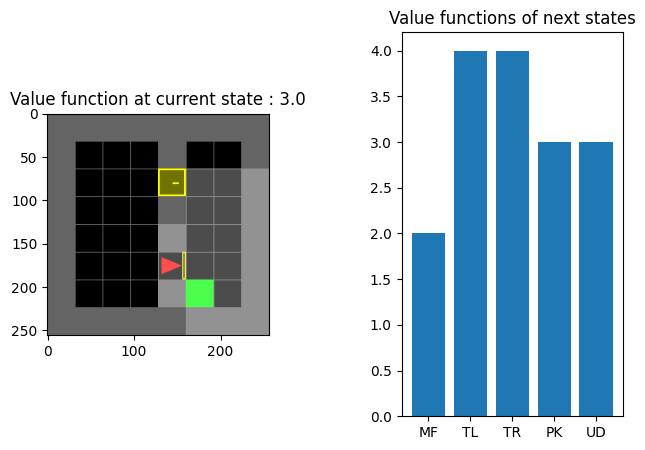 Value functions of next states
Value function at current state : 3.0
0
50
100
150
200
250
0
100
200
4.0
3.5
3.0
2.5
2.0
1.5
1.0
0.5
0.0
MF
TL
TR
PK
UD